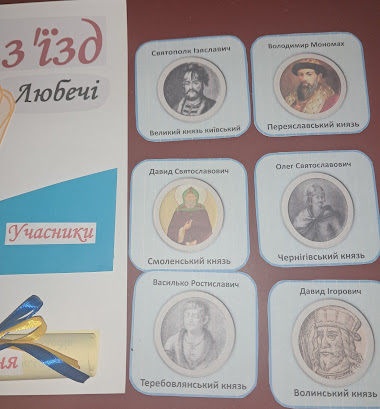 з'їзд
Любечі
Учасники
ня
Святополк Ізяславич
Великий князь київський
Володимир Мономах
Переяславський князь
Давид Святославович
Смоленський князь
Олег Святославович
Чернігівський князь
Василько Ростиславич
Теребовлянський князь
Давид Ігорович
Волинський князь